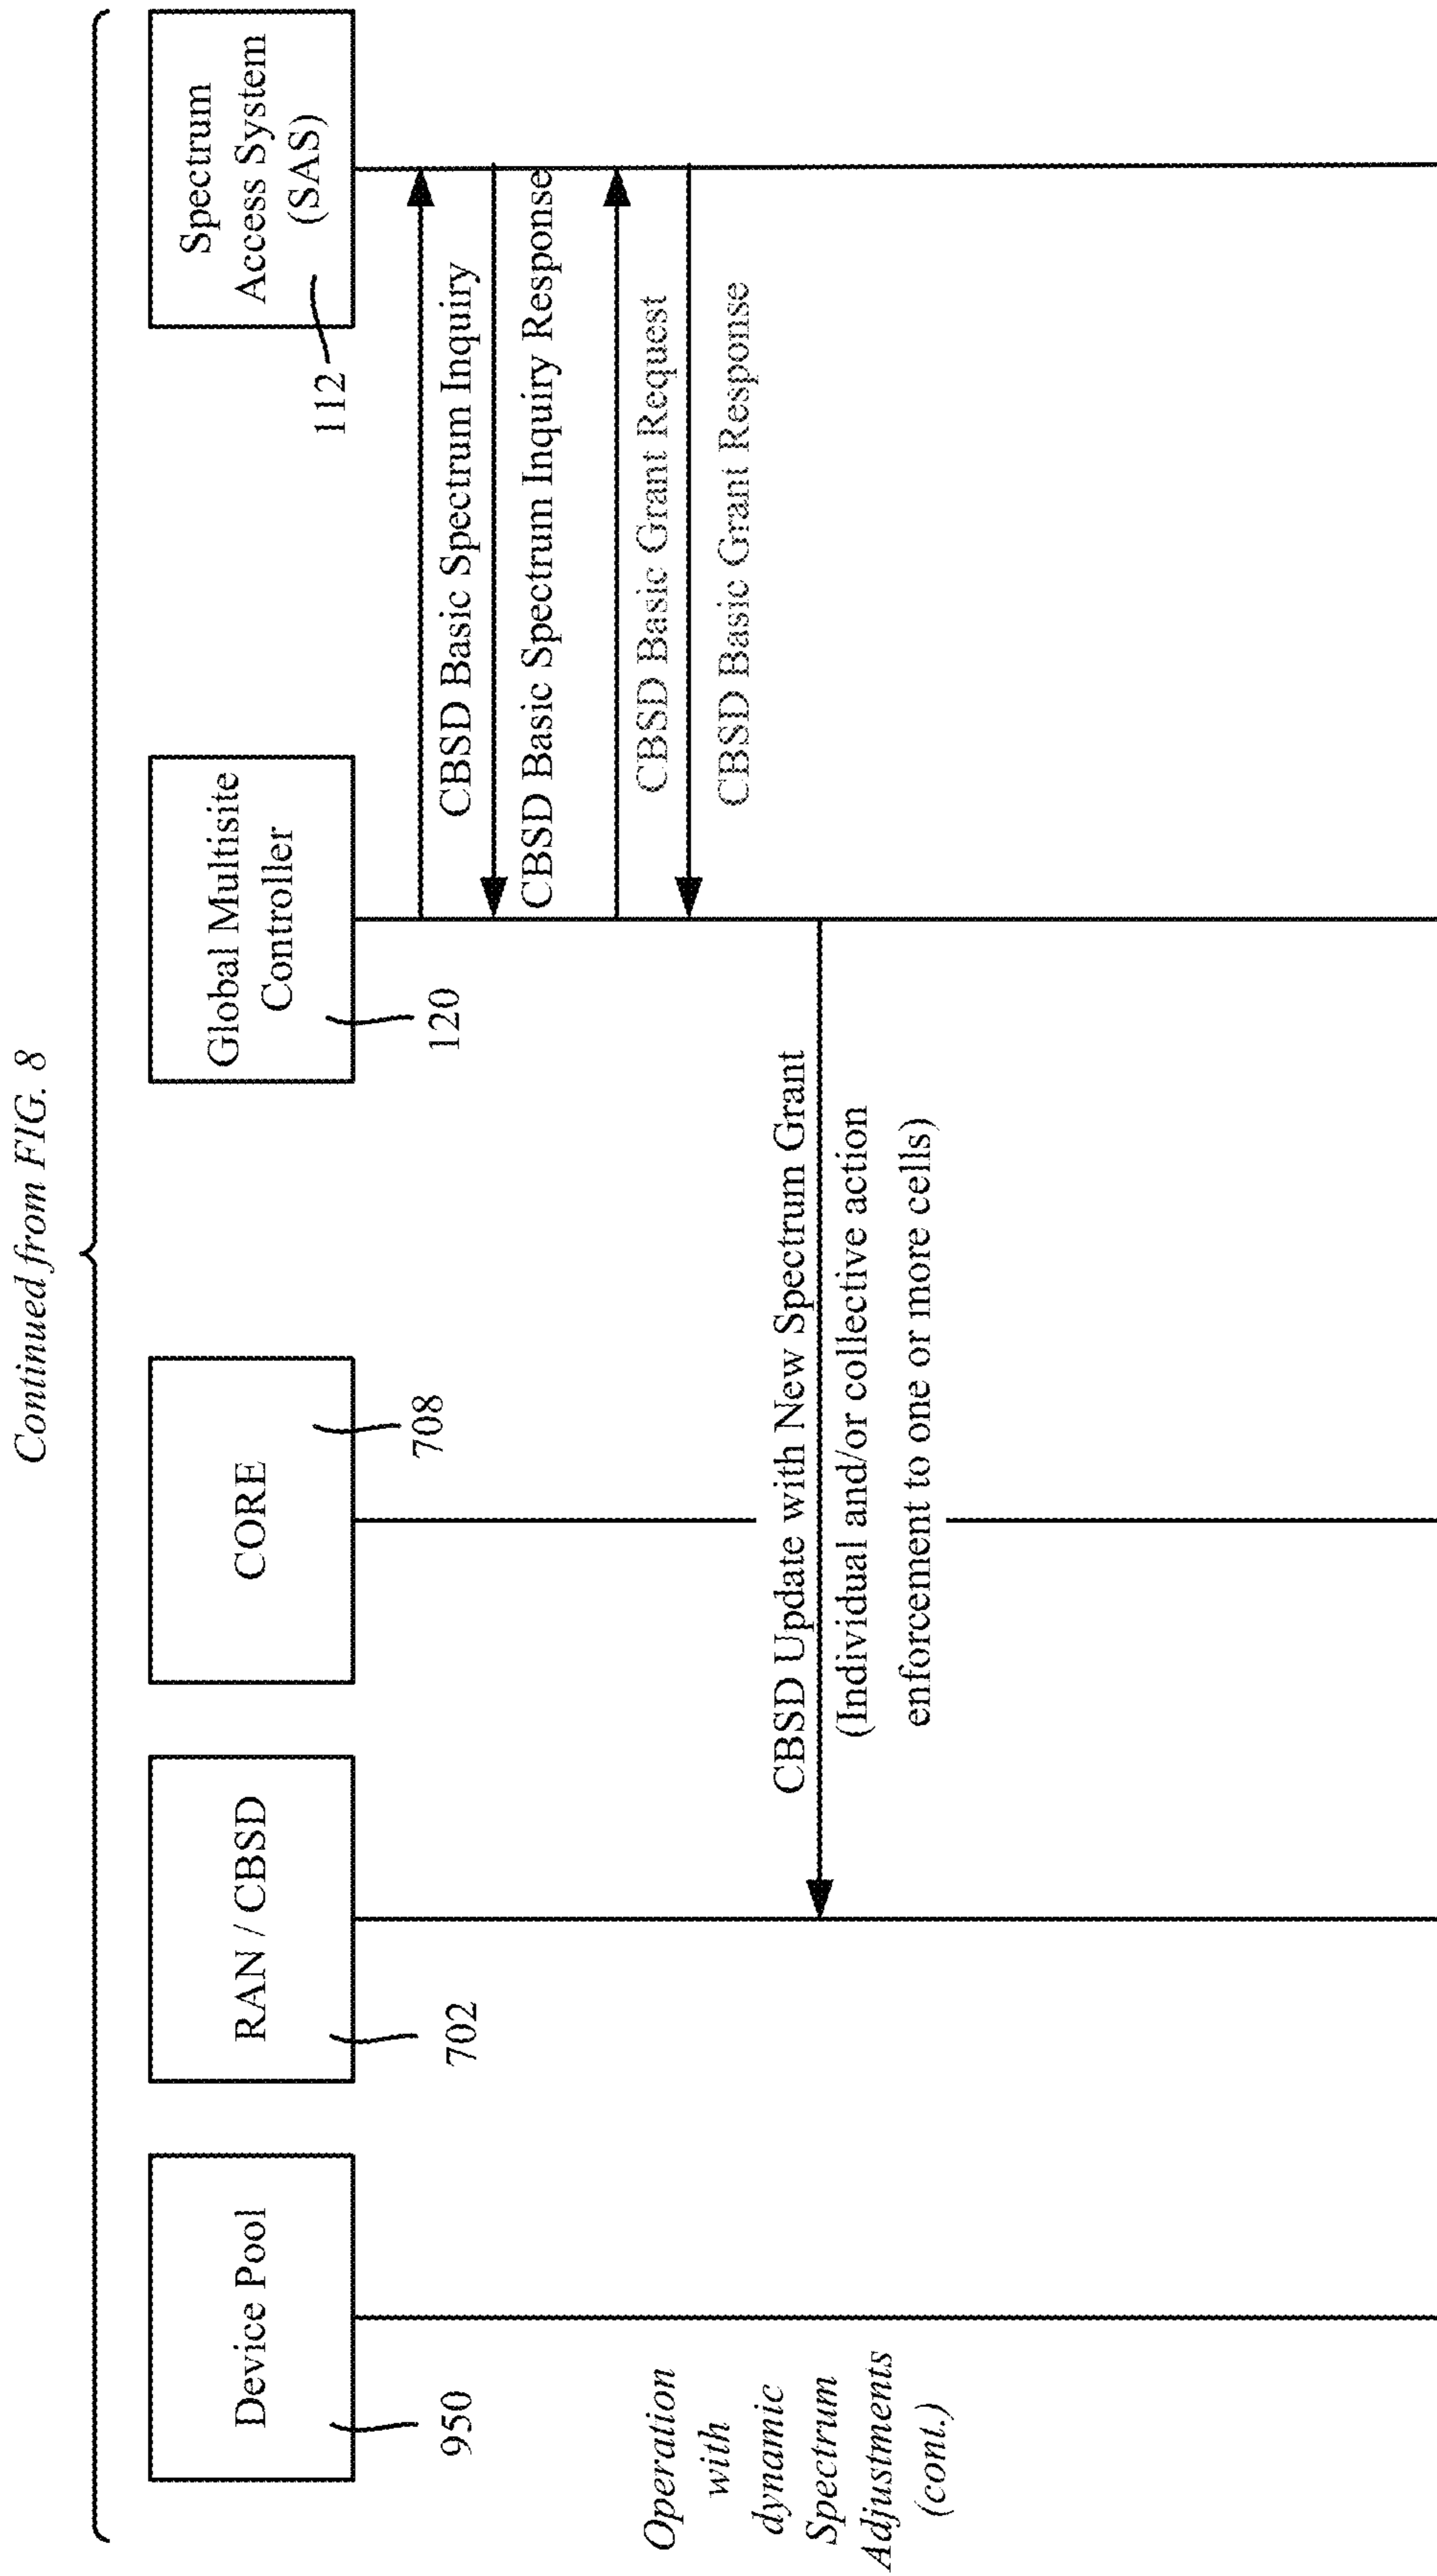 Continued from FIG. 8
Device Pool
950
RAN / CBSD
702
CORE
708
Global Multisite
Controller
120
Spectrum
Access System
(SAS)
112
CBSD Basic Spectrum Inquiry
CBSD Basic Spectrum Inquiry Response
CBSD Basic Grant Request
CBSD Basic Grant Response
Operation
with
dynamic
Spectrum
Adjustments
(cont.)
CBSD Update with New Spectrum Grant
(Individual and/or collective action
enforcement to one or more cells)